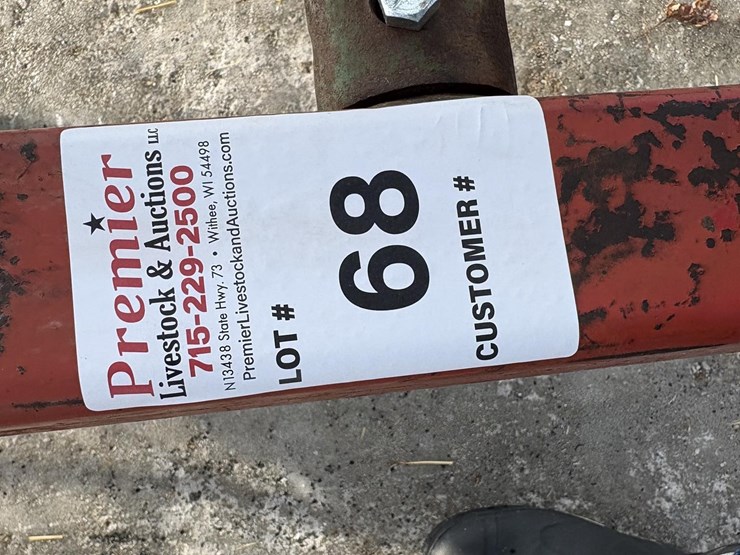 Premier
Livestock & Auctions LLC
715-229-2500
N13438 State Hwy. 73 • Withee, WI 54498
PremierLivestockandAuctions.com
LOT #
68
CUSTOMER #